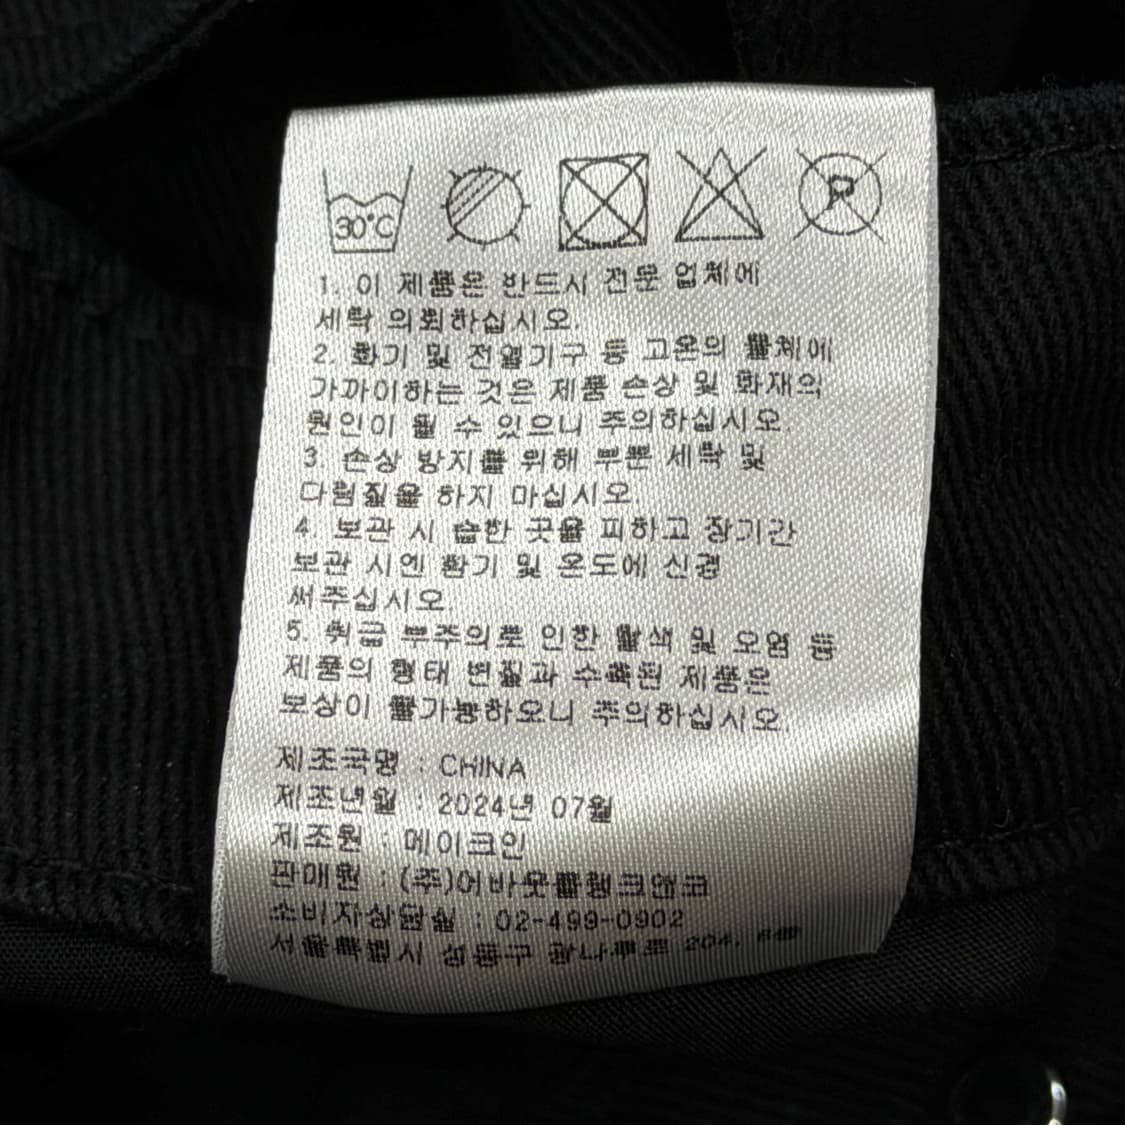 30℃
P
1. 이 제품은 반드시 전문 업체에
세탁 의뢰하십시오.
2. 화기 및 전열기구 등 고온의 물체에
가까이하는 것은 제품 손상 및 화재의
원인이 될 수 있으니 주의하십시오.
3. 손상 방지를 위해 부분 세탁 및
다림질을 하지 마십시오.
4. 보관 시 습한 곳을 피하고 장기간
보관 시엔 환기 및 온도에 신경
써주십시오.
5. 취급 부주의로 인한 탈색 및 오염 등
제품의 형태 변질과 수축된 제품은
보상이 불가능하오니 주의하십시오.
제조국명 : CHINA
제조년월 : 2024년 07월
제조원 : 메이크인
판매원 : (주)어바웃블랭크앤코
소비자상담실 : 02-499-0902
서울특별시 성동구 광나루로 204, 6층